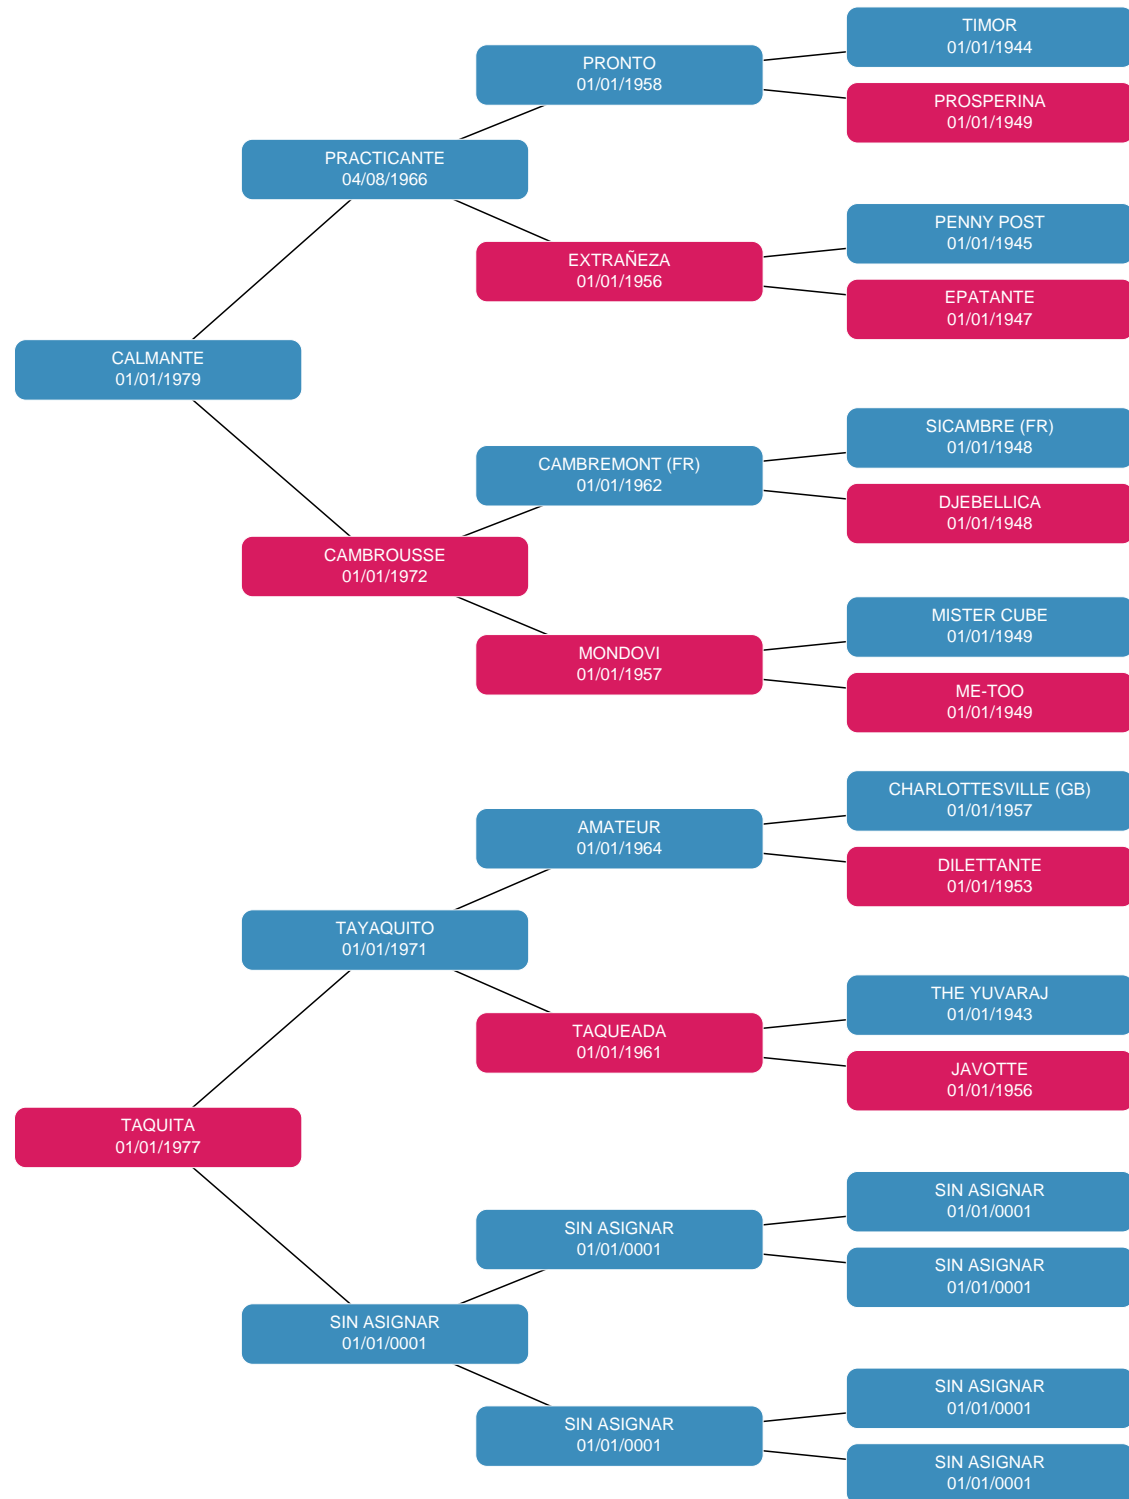 TIMOR
01/01/1944
PRONTO
01/01/1958
PROSPERINA
01/01/1949
PRACTICANTE
04/08/1966
PENNY POST
01/01/1945
EXTRAÑEZA
01/01/1956
EPATANTE
01/01/1947
CALMANTE
01/01/1979
SICAMBRE (FR)
01/01/1948
CAMBREMONT (FR)
01/01/1962
DJEBELLICA
01/01/1948
CAMBROUSSE
01/01/1972
MISTER CUBE
01/01/1949
MONDOVI
01/01/1957
ME-TOO
01/01/1949
CHARLOTTESVILLE (GB)
01/01/1957
AMATEUR
01/01/1964
DILETTANTE
01/01/1953
TAYAQUITO
01/01/1971
THE YUVARAJ
01/01/1943
TAQUEADA
01/01/1961
JAVOTTE
01/01/1956
TAQUITA
01/01/1977
SIN ASIGNAR
01/01/0001
SIN ASIGNAR
01/01/0001
SIN ASIGNAR
01/01/0001
SIN ASIGNAR
01/01/0001
SIN ASIGNAR
01/01/0001
SIN ASIGNAR
01/01/0001
SIN ASIGNAR
01/01/0001